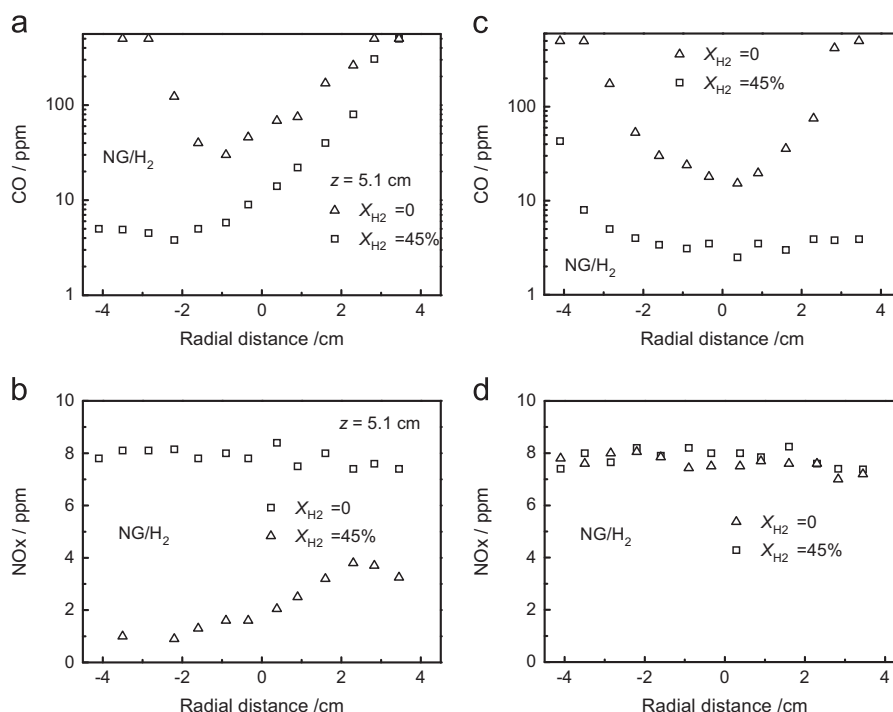 a
CO / ppm
100
10
1
NG/H2
z = 5.1 cm
XH2 =0
XH2 =45%
-4 -2 0 2 4
Radial distance /cm
c
CO / ppm
100
10
1
XH2 =0
XH2 =45%
NG/H2
-4 -2 0 2 4
Radial distance /cm
b
NOx / ppm
10
8
6
4
2
0
z = 5.1 cm
XH2 =0
NG/H2
XH2 =45%
-4 -2 0 2 4
Radial distance /cm
d
NOx / ppm
10
8
6
4
2
0
XH2 =0
NG/H2
XH2 =45%
-4 -2 0 2 4
Radial distance /cm